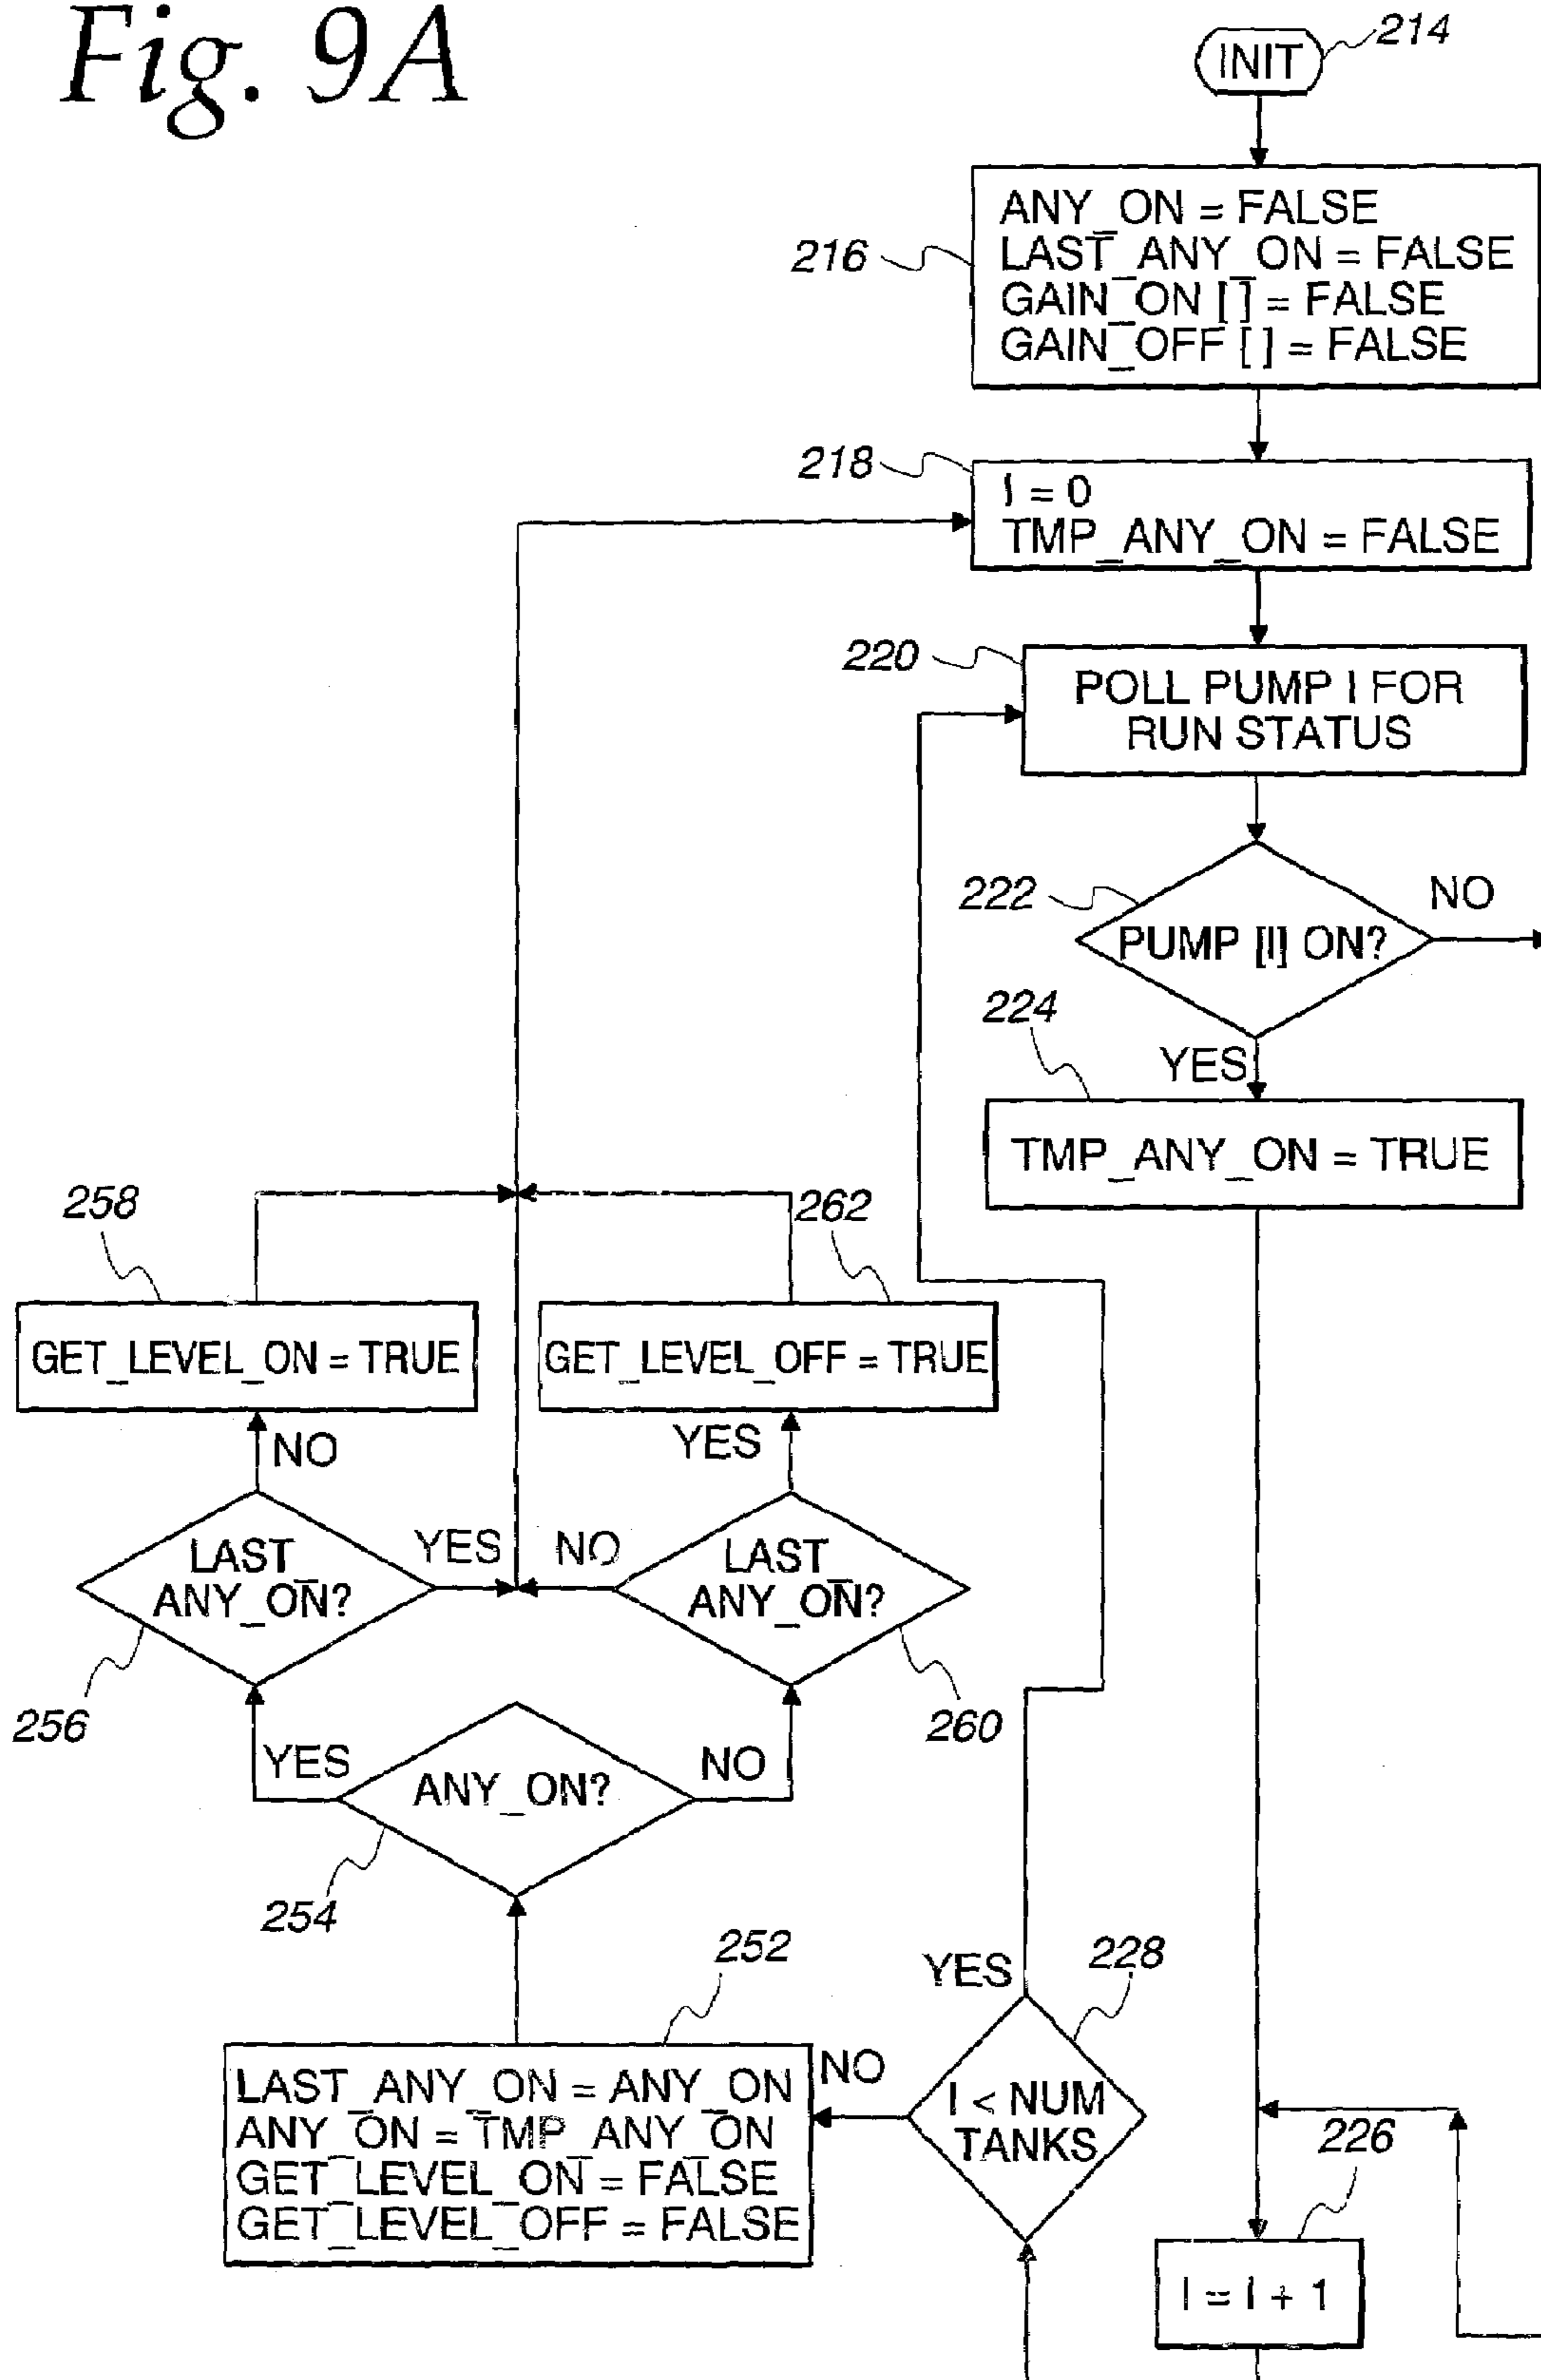 Fig. 9A
INIT
214
216
ANY_ON = FALSE
LAST_ANY_ON = FALSE
GAIN_ON [ ] = FALSE
GAIN_OFF [ ] = FALSE
218
I = 0
TMP_ANY_ON = FALSE
220
POLL PUMP I FOR
RUN STATUS
222
PUMP [I] ON?
NO
YES
224
TMP_ANY_ON = TRUE
258
262
GET_LEVEL_ON = TRUE
GET_LEVEL_OFF = TRUE
NO
YES
LAST_
ANY_ON?
YES
NO
LAST_
ANY_ON?
256
260
YES
ANY_ON?
NO
254
252
YES
228
LAST_ANY_ON = ANY_ON
ANY_ON = TMP_ANY_ON
GET_LEVEL_ON = FALSE
GET_LEVEL_OFF = FALSE
NO
I < NUM
TANKS
226
I = I + 1